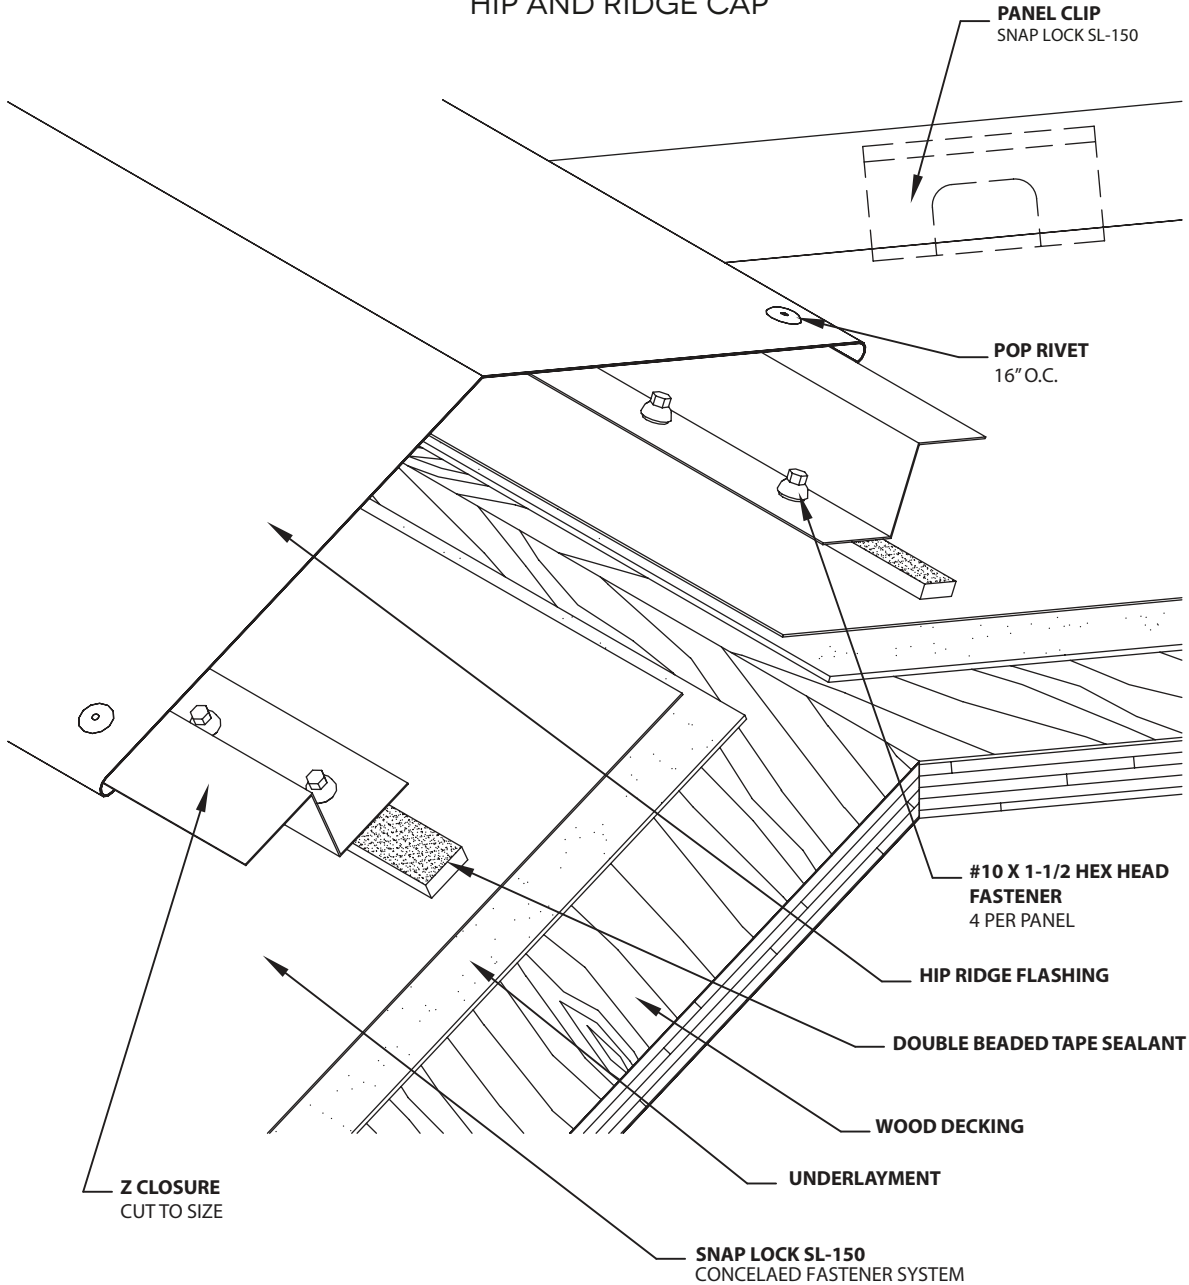 HIP AND RIDGE CAP
PANEL CLIP
SNAP LOCK SL-150
POP RIVET
16" O.C.
#10 X 1-1/2 HEX HEAD
FASTENER
4 PER PANEL
HIP RIDGE FLASHING
DOUBLE BEADED TAPE SEALANT
WOOD DECKING
UNDERLAYMENT
Z CLOSURE
CUT TO SIZE
SNAP LOCK SL-150
CONCELAED FASTENER SYSTEM